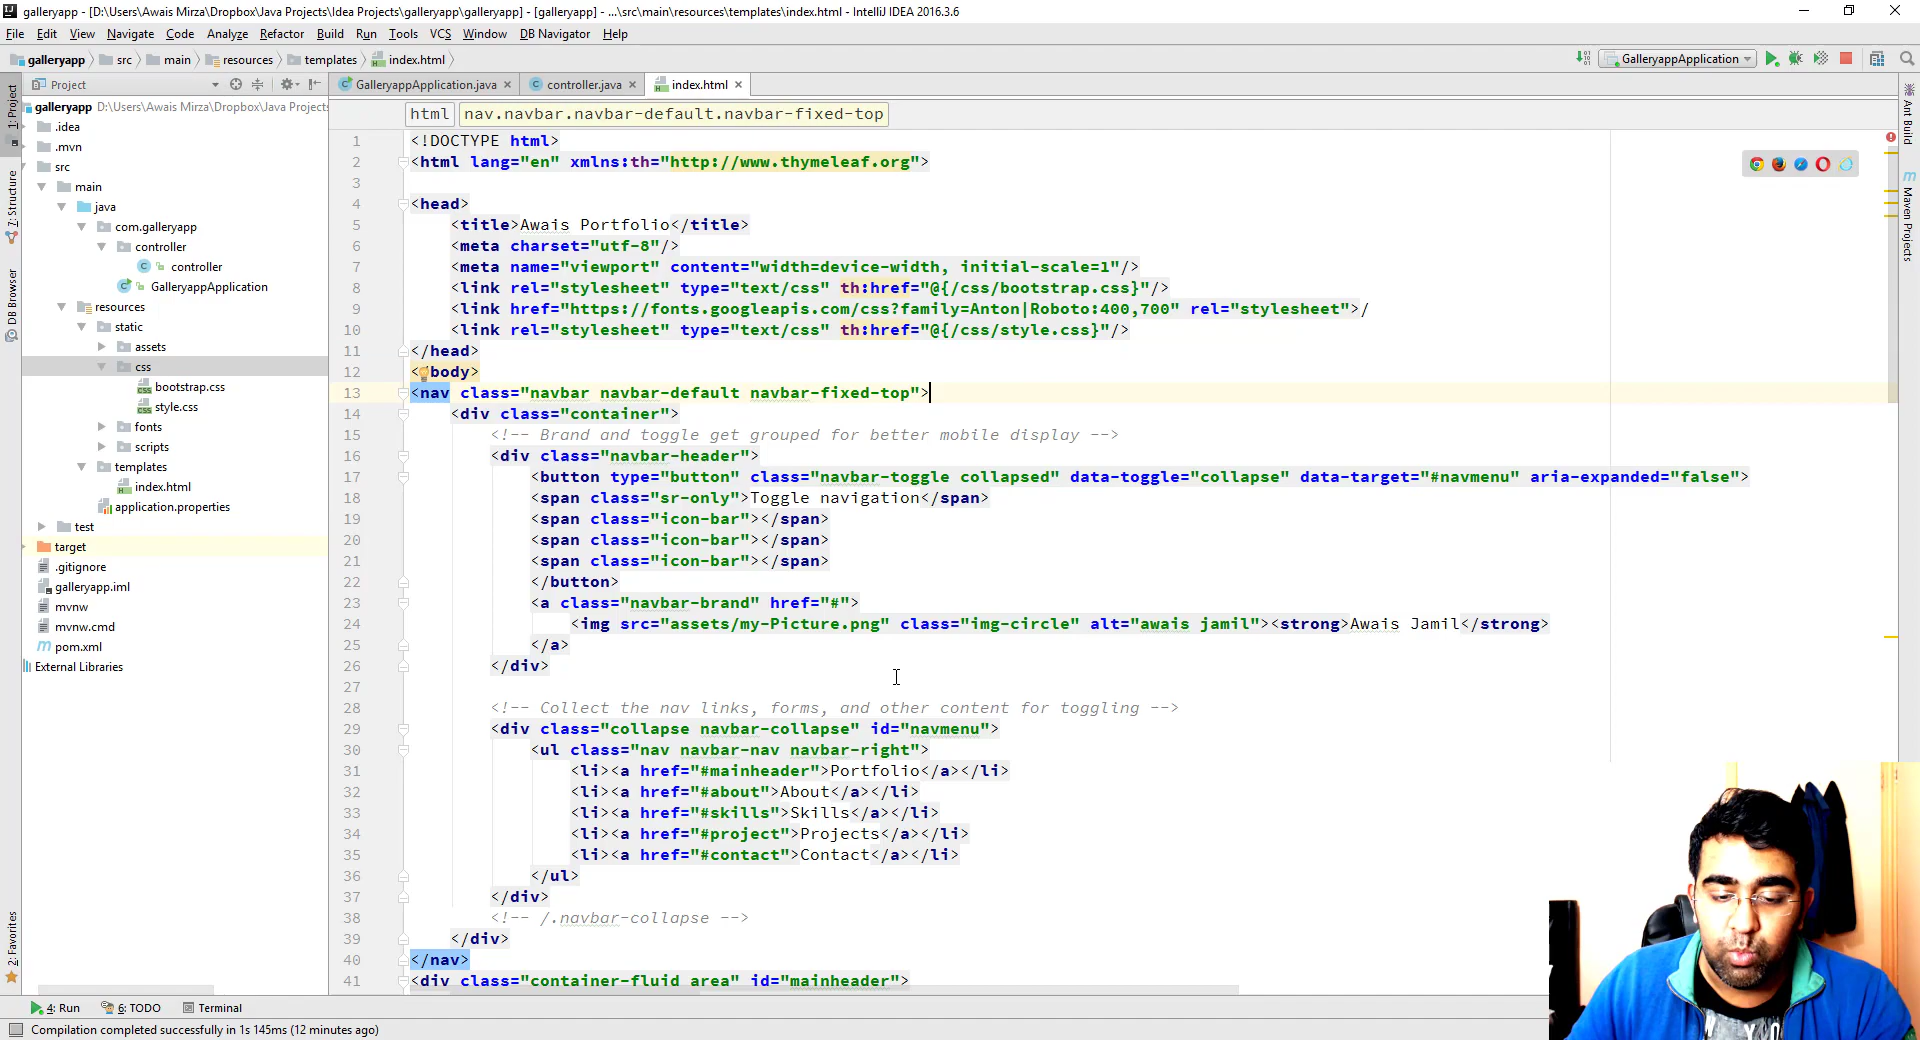 galleryapp - [D:\Users\Awais Mirza\Dropbox\Java Projects\Idea Projects\galleryapp\galleryapp] - [galleryapp] - ...\src\main\resources\templates\index.html - IntelliJ IDEA 2016.3.6
File Edit View Navigate Code Analyze Refactor Build Run Tools VCS Window DB Navigator Help
galleryapp src main resources templates index.html GalleryappApplication
Project GalleryappApplication.java controller.java index.html
html nav.navbar.navbar-default.navbar-fixed-top
1: Project
7: Structure
DB Browser
2: Favorites
galleryapp D:\Users\Awais Mirza\Dropbox\Java Projects
.idea
.mvn
src
main
java
com.galleryapp
controller
controller
GalleryappApplication
resources
static
assets
css
bootstrap.css
style.css
fonts
scripts
templates
index.html
application.properties
test
target
.gitignore
galleryapp.iml
mvnw
mvnw.cmd
pom.xml
External Libraries
1 <!DOCTYPE html>
2 <html lang="en" xmlns:th="http://www.thymeleaf.org">
3
4 <head>
5 <title>Awais Portfolio</title>
6 <meta charset="utf-8"/>
7 <meta name="viewport" content="width=device-width, initial-scale=1"/>
8 <link rel="stylesheet" type="text/css" th:href="@{/css/bootstrap.css}"/>
9 <link href="https://fonts.googleapis.com/css?family=Anton|Roboto:400,700" rel="stylesheet">/
10 <link rel="stylesheet" type="text/css" th:href="@{/css/style.css}"/>
11 </head>
12 <body>
13 <nav class="navbar navbar-default navbar-fixed-top">
14 <div class="container">
15 <!-- Brand and toggle get grouped for better mobile display -->
16 <div class="navbar-header">
17 <button type="button" class="navbar-toggle collapsed" data-toggle="collapse" data-target="#navmenu" aria-expanded="false">
18 <span class="sr-only">Toggle navigation</span>
19 <span class="icon-bar"></span>
20 <span class="icon-bar"></span>
21 <span class="icon-bar"></span>
22 </button>
23 <a class="navbar-brand" href="#">
24 <img src="assets/my-Picture.png" class="img-circle" alt="awais jamil"><strong>Awais Jamil</strong>
25 </a>
26 </div>
27
28 <!-- Collect the nav links, forms, and other content for toggling -->
29 <div class="collapse navbar-collapse" id="navmenu">
30 <ul class="nav navbar-nav navbar-right">
31 <li><a href="#mainheader">Portfolio</a></li>
32 <li><a href="#about">About</a></li>
33 <li><a href="#skills">Skills</a></li>
34 <li><a href="#project">Projects</a></li>
35 <li><a href="#contact">Contact</a></li>
36 </ul>
37 </div>
38 <!-- /.navbar-collapse -->
39 </div>
40 </nav>
41 <div class="container-fluid area" id="mainheader">
Ant Build
Maven Projects
4: Run 6: TODO Terminal
Compilation completed successfully in 1s 145ms (12 minutes ago)